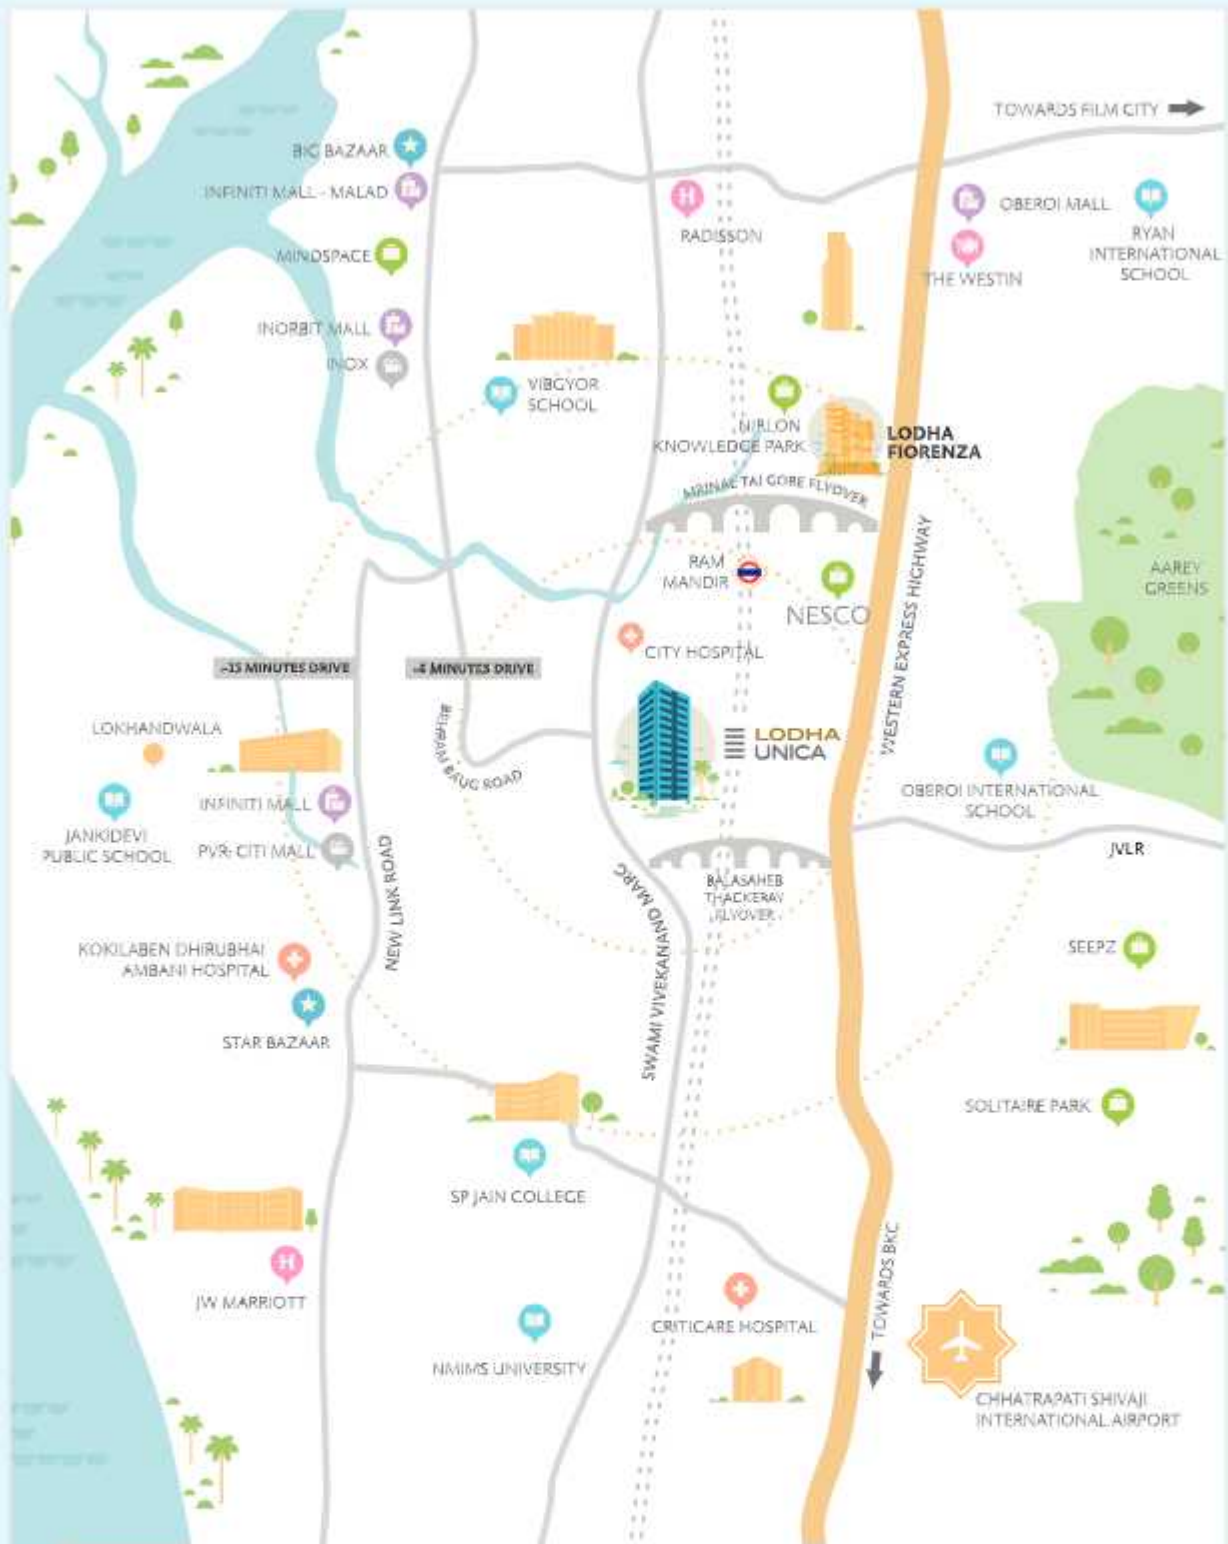 TOWARDS FILM CITY
BIG BAZAAR
INFINITI MALL - MALAD
OBEROI MALL
RYAN
INTERNATIONAL
SCHOOL
RADISSON
MINDSPACE
THE WESTIN
INORBIT MALL
INOX
VIBGYOR
SCHOOL
NIRLON
KNOWLEDGE PARK
LODHA
FIORENZA
MRINAL TAI GORE FLYOVER
WESTERN EXPRESS HIGHWAY
RAM
MANDIR
NESCO
AAREY
GREENS
CITY HOSPITAL
MINUTES DRIVE
MINUTES DRIVE
LOKHANDWALA
BEHRAM BAUG ROAD
LODHA
UNICA
INFINITI MALL
OBEROI INTERNATIONAL
SCHOOL
JANKIDEVI
PUBLIC SCHOOL
PVR- CITI MALL
JVLR
NEW LINK ROAD
SWAMI VIVEKANAND MARG
BALASAHEB
THACKERAY
FLYOVER
KOKILABEN DHIRUBHAI
AMBANI HOSPITAL
SEEPZ
STAR BAZAAR
SOLITAIRE PARK
SP JAIN COLLEGE
TOWARDS BKC
H
JW MARRIOTT
CRITICARE HOSPITAL
NMIMS UNIVERSITY
CHHATRAPATI SHIVAJI
INTERNATIONAL AIRPORT